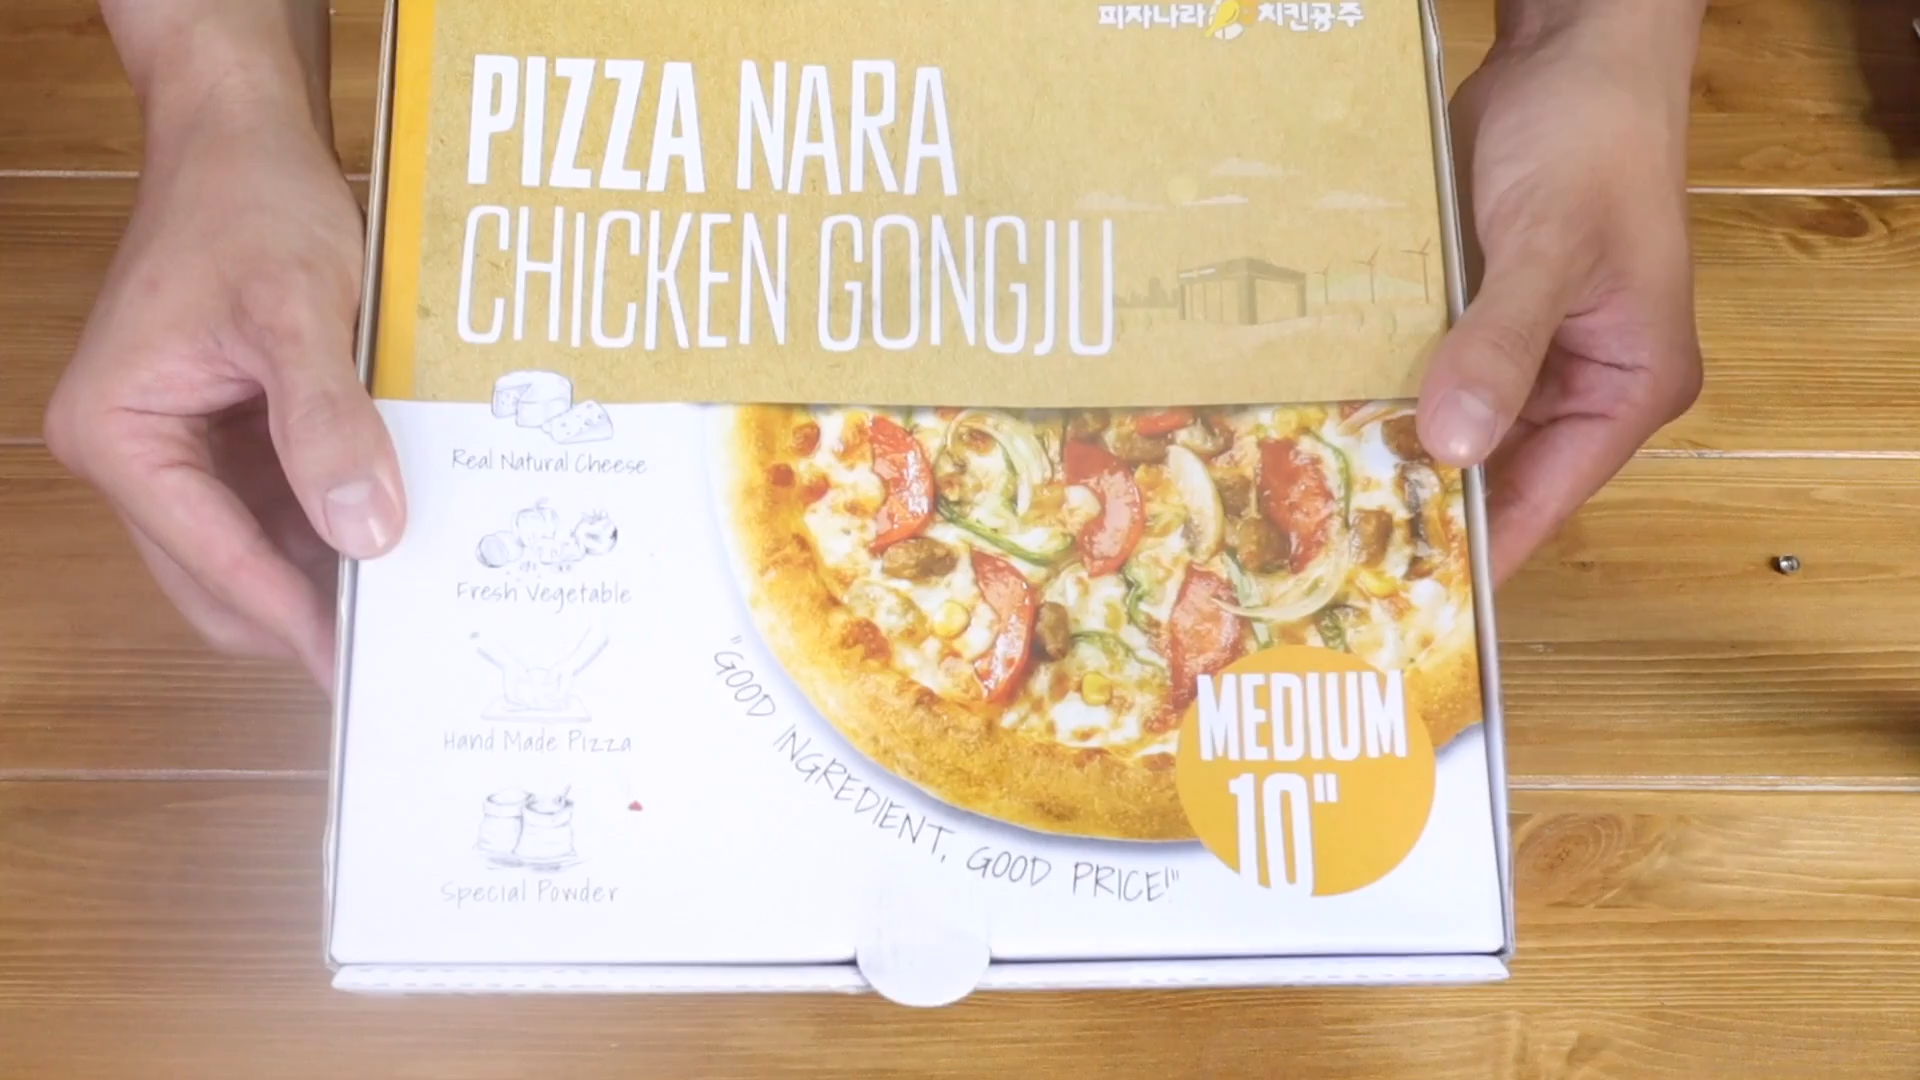 피자나라 치킨공주
PIZZA NARA
CHICKEN GONGJU
Real Natural Cheese
Fresh Vegetable
Hand Made Pizza
Special Powder
"GOOD INGREDIENT, GOOD PRICE!"
MEDIUM
10"